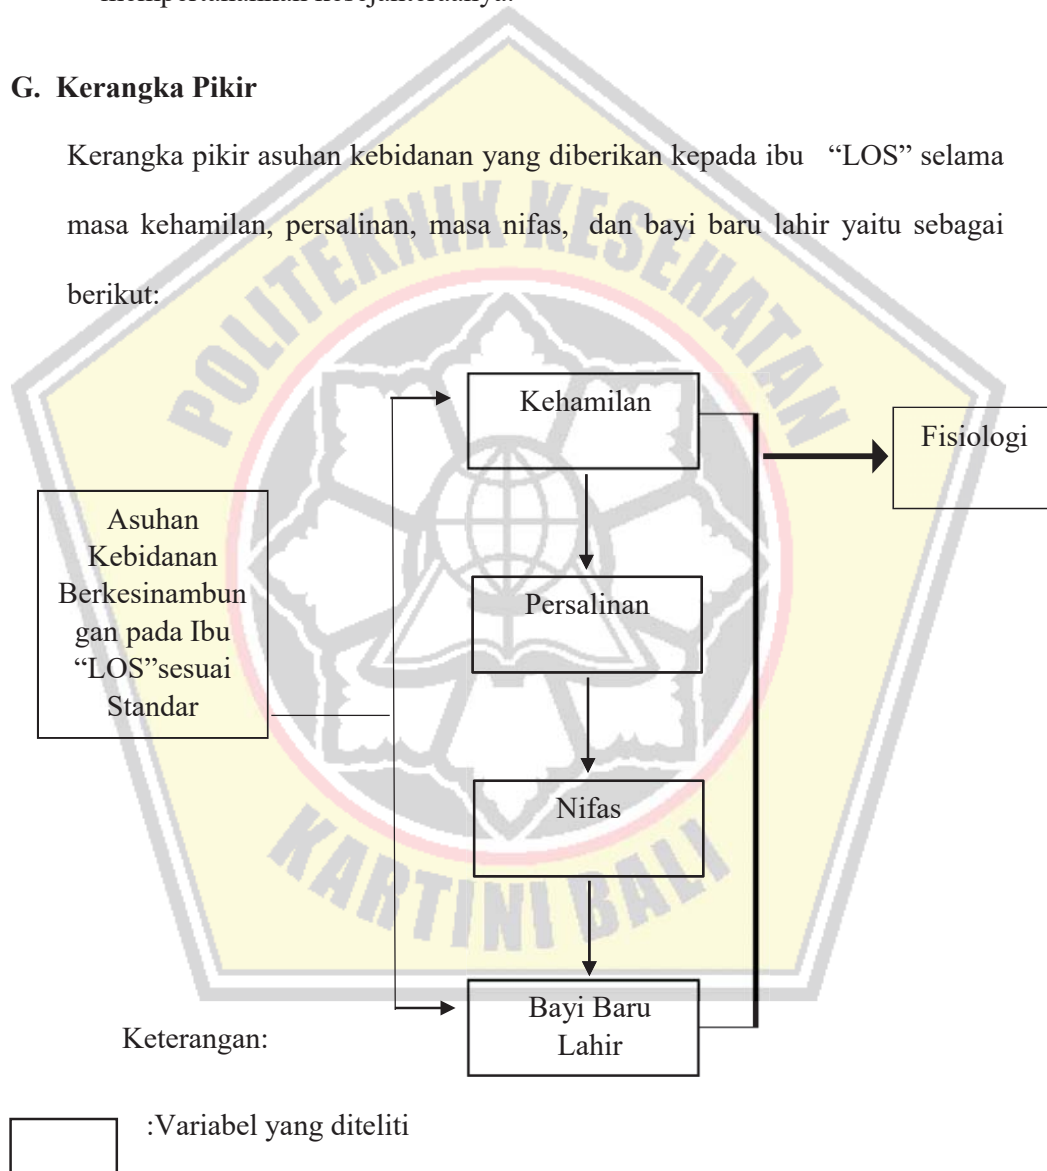 G. Kerangka Pikir
Kerangka pikir asuhan kebidanan yang diberikan kepada ibu “LOS” selama
masa kehamilan, persalinan, masa nifas, dan bayi baru lahir yaitu sebagai
berikut:
POLITEKNIK KESEHATAN
Kehamilan
Fisiologi
Asuhan
Kebidanan
Berkesinambun
gan pada Ibu
“LOS”sesuai
Standar
Persalinan
Nifas
KARTINI BALI
Bayi Baru
Lahir
Keterangan:
:Variabel yang diteliti